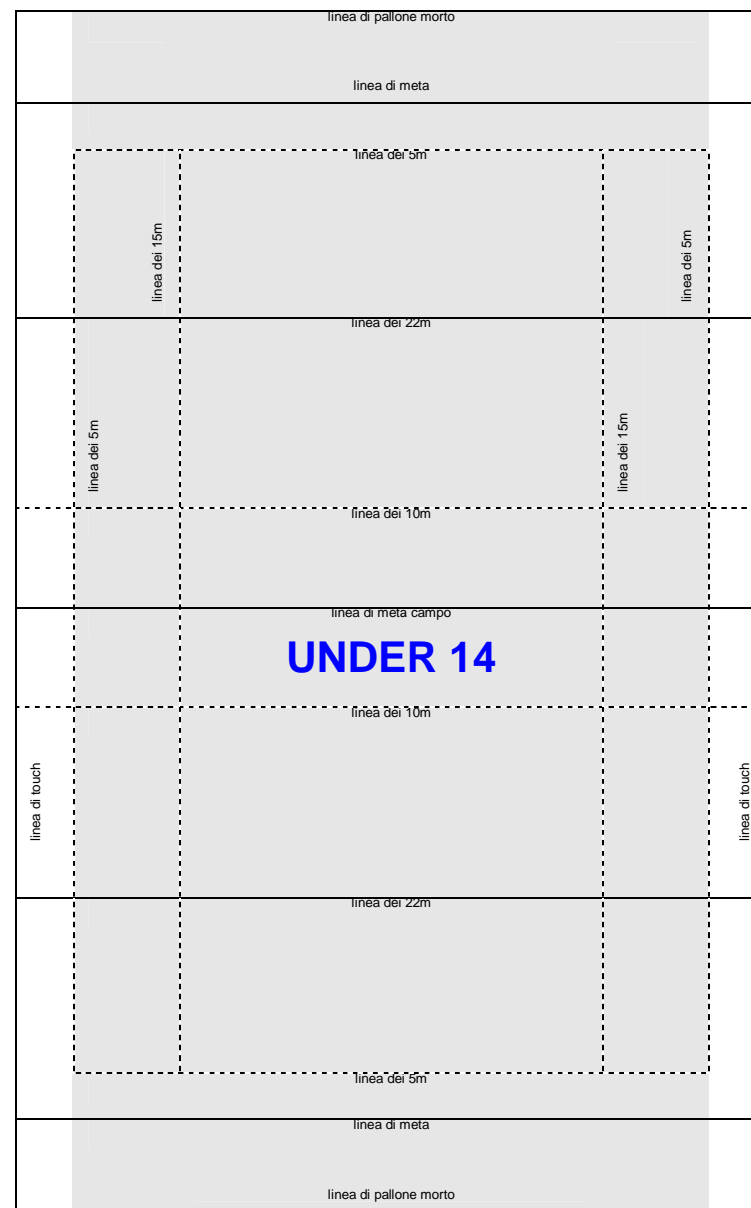 linea di pallone morto
linea di meta
linea dei 5m
linea dei 15m
linea dei 5m
linea dei 22m
linea dei 5m
linea dei 15m
linea dei 10m
linea di meta campo
UNDER 14
linea dei 10m
linea di touch
linea di touch
linea dei 22m
linea dei 5m
linea di meta
linea di pallone morto